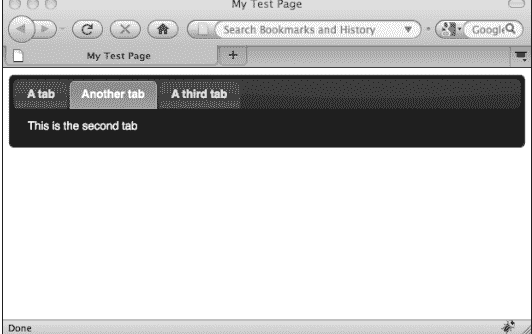 My Test Page
Search Bookmarks and History
Google
My Test Page
+
A tab
Another tab
A third tab
This is the second tab
Done